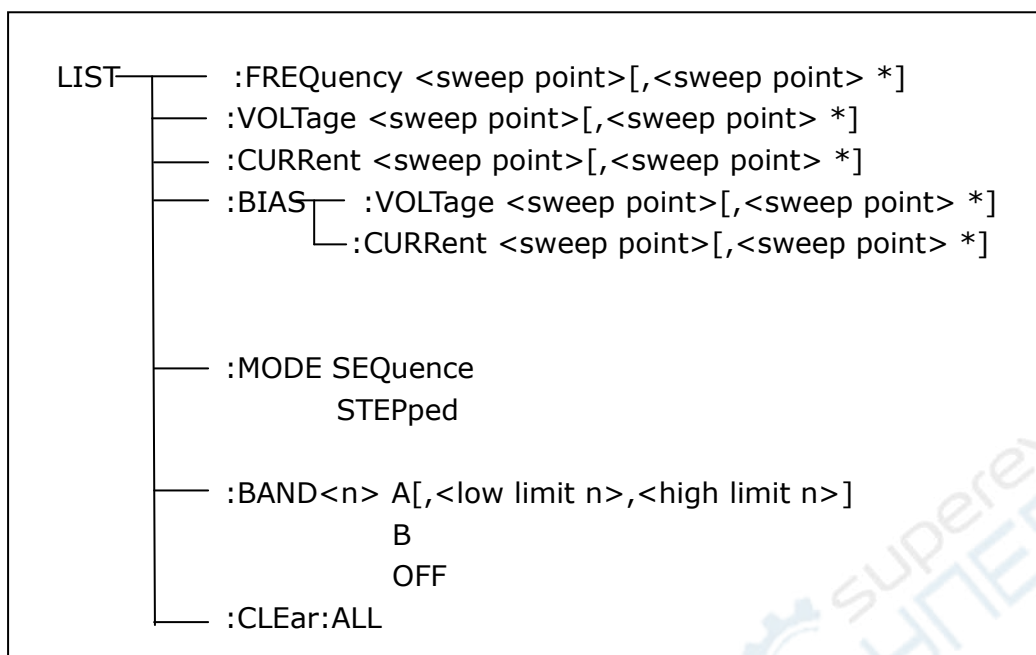 LIST :FREQuency <sweep point>[,<sweep point> *]
:VOLTage <sweep point>[,<sweep point> *]
:CURRent <sweep point>[,<sweep point> *]
:BIAS :VOLTage <sweep point>[,<sweep point> *]
:CURRent <sweep point>[,<sweep point> *]
:MODE SEQuence
STEPped
:BAND<n> A[,<low limit n>,<high limit n>]
B
OFF
:CLEar:ALL